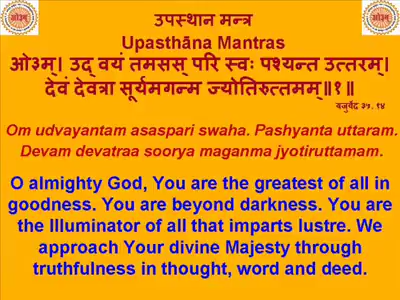 उपस्थान मन्त्र
Upasthāna Mantras
ओ३म्। उद् वयं तमसस् परि स्वः पश्यन्त उत्तरम्।
देवं देवत्रा सूर्यमगन्म ज्योतिरुत्तमम्॥१॥
Om udvayantam asaspari swaha. Pashyanta uttaram.
Devam devatraa soorya maganma jyotiruttamam.
O almighty God, You are the greatest of all in
goodness. You are beyond darkness. You are
the Illuminator of all that imparts lustre. We
approach Your divine Majesty through
truthfulness in thought, word and deed.